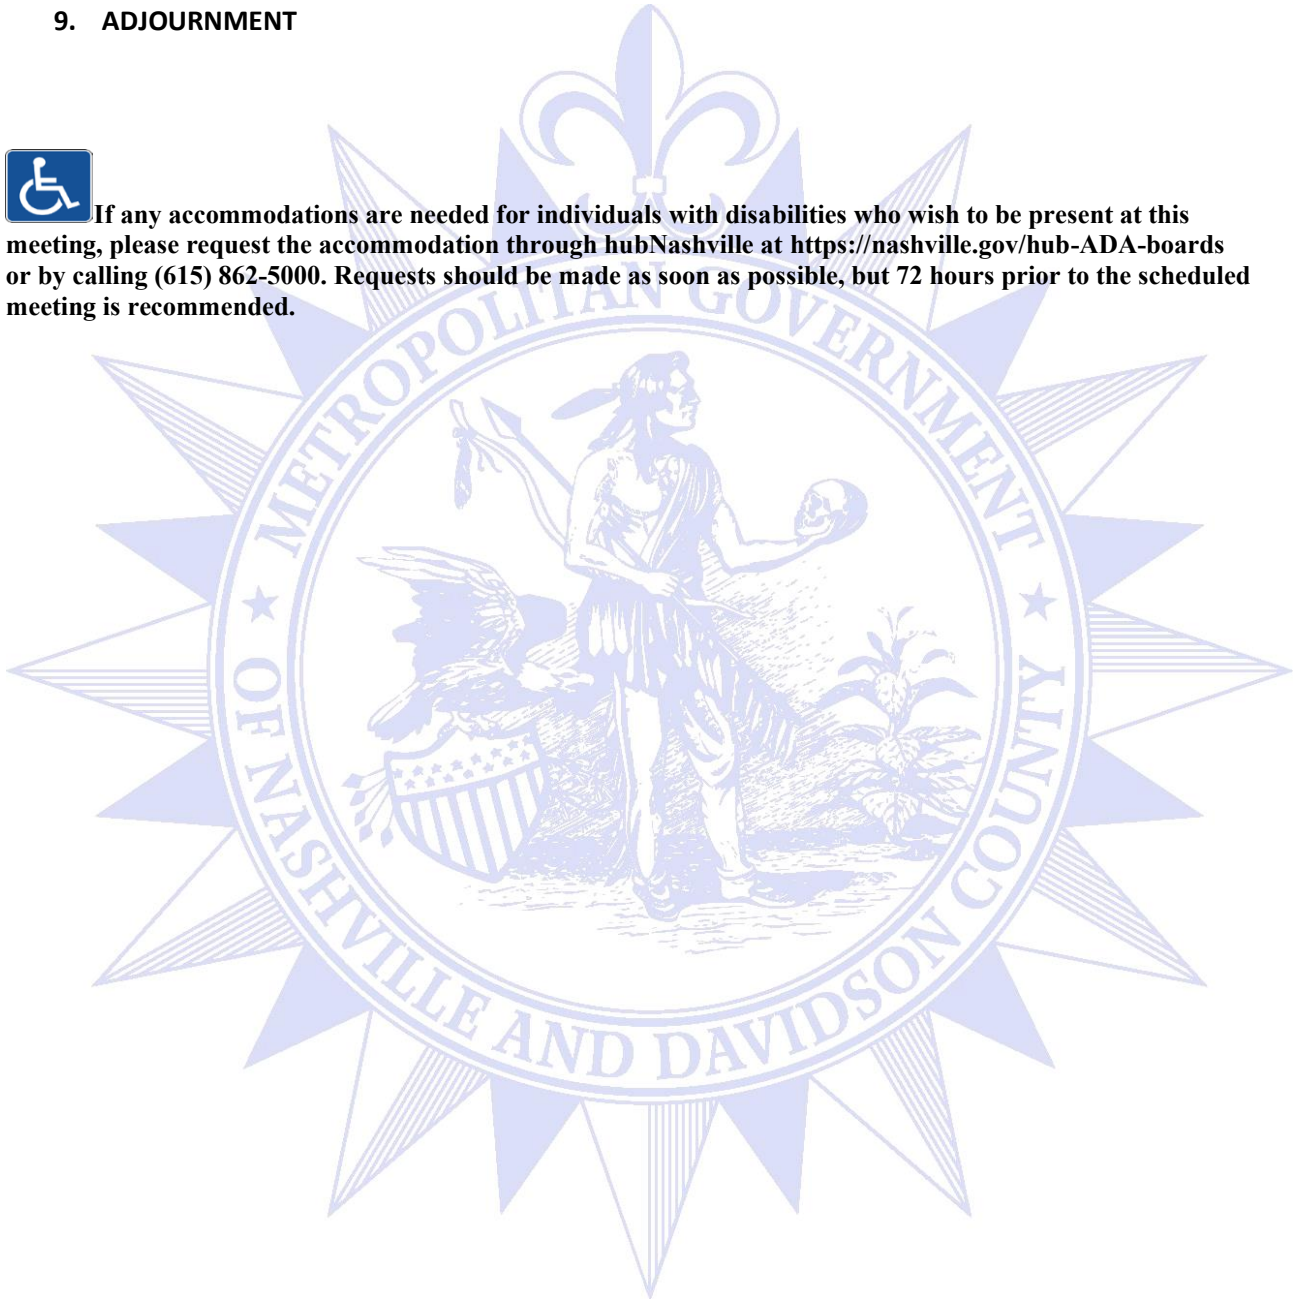 9. ADJOURNMENT
If any accommodations are needed for individuals with disabilities who wish to be present at this
meeting, please request the accommodation through hubNashville at https://nashville.gov/hub-ADA-boards
or by calling (615) 862-5000. Requests should be made as soon as possible, but 72 hours prior to the scheduled
meeting is recommended.
METROPOLITAN GOVERNMENT
OF NASHVILLE AND DAVIDSON COUNTY